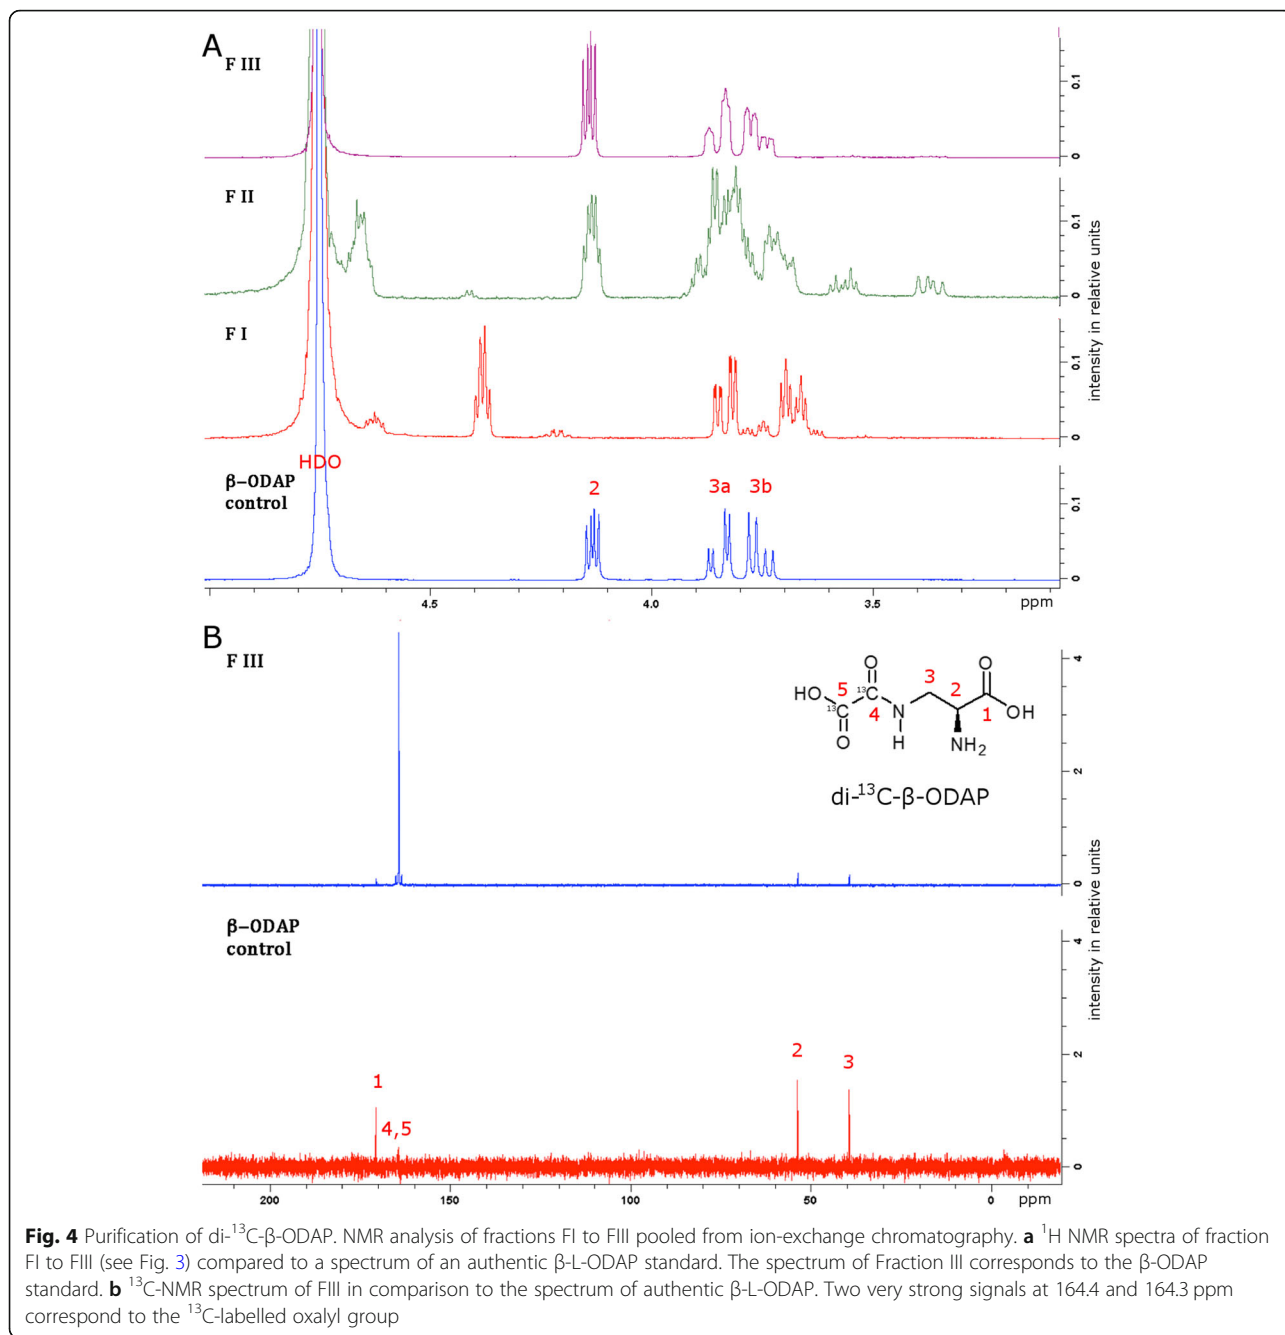 A
F III
0.1
0
F II
0.1
0
F I
0.1
0
intensity in relative units
HDO
β–ODAP
control
2
3a
3b
0.1
0
4.5
4.0
3.5
ppm
B
F III
4
2
0
intensity in relative units
O
O
HO
5
13
13
3
2
4
N
1
OH
O
H
NH2
di-13C-β-ODAP
β–ODAP
control
4
2
0
1
4,5
2
3
200
150
100
50
0
ppm
Fig. 4 Purification of di-13C-β-ODAP. NMR analysis of fractions FI to FIII pooled from ion-exchange chromatography. a 1H NMR spectra of fraction
FI to FIII (see Fig. 3) compared to a spectrum of an authentic β-L-ODAP standard. The spectrum of Fraction III corresponds to the β-ODAP
standard. b 13C-NMR spectrum of FIII in comparison to the spectrum of authentic β-L-ODAP. Two very strong signals at 164.4 and 164.3 ppm
correspond to the 13C-labelled oxalyl group